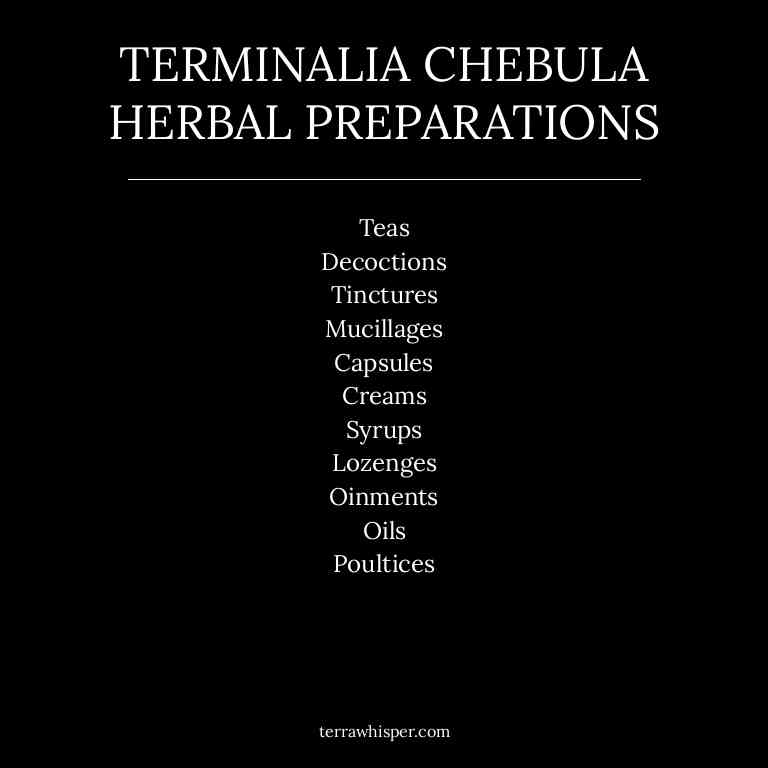 TERMINALIA CHEBULA
HERBAL PREPARATIONS
Teas
Decoctions
Tinctures
Mucillages
Capsules
Creams
Syrups
Lozenges
Oinments
Oils
Poultices
terrawhisper.com